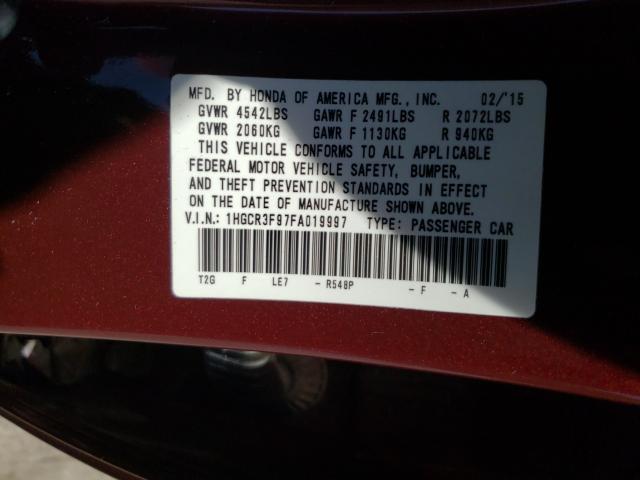 MFD. BY HONDA OF AMERICA MFG., INC. 02/'15
GVWR 4542LBS GAWR F 2491LBS R 2072LBS
GVWR 2060KG GAWR F 1130KG R 940KG
THIS VEHICLE CONFORMS TO ALL APPLICABLE
FEDERAL MOTOR VEHICLE SAFETY, BUMPER,
AND THEFT PREVENTION STANDARDS IN EFFECT
ON THE DATE OF MANUFACTURE SHOWN ABOVE.
V.I.N.: 1HGCR3F97FA019997 TYPE: PASSENGER CAR
T2G F LE7 - R548P - F - A